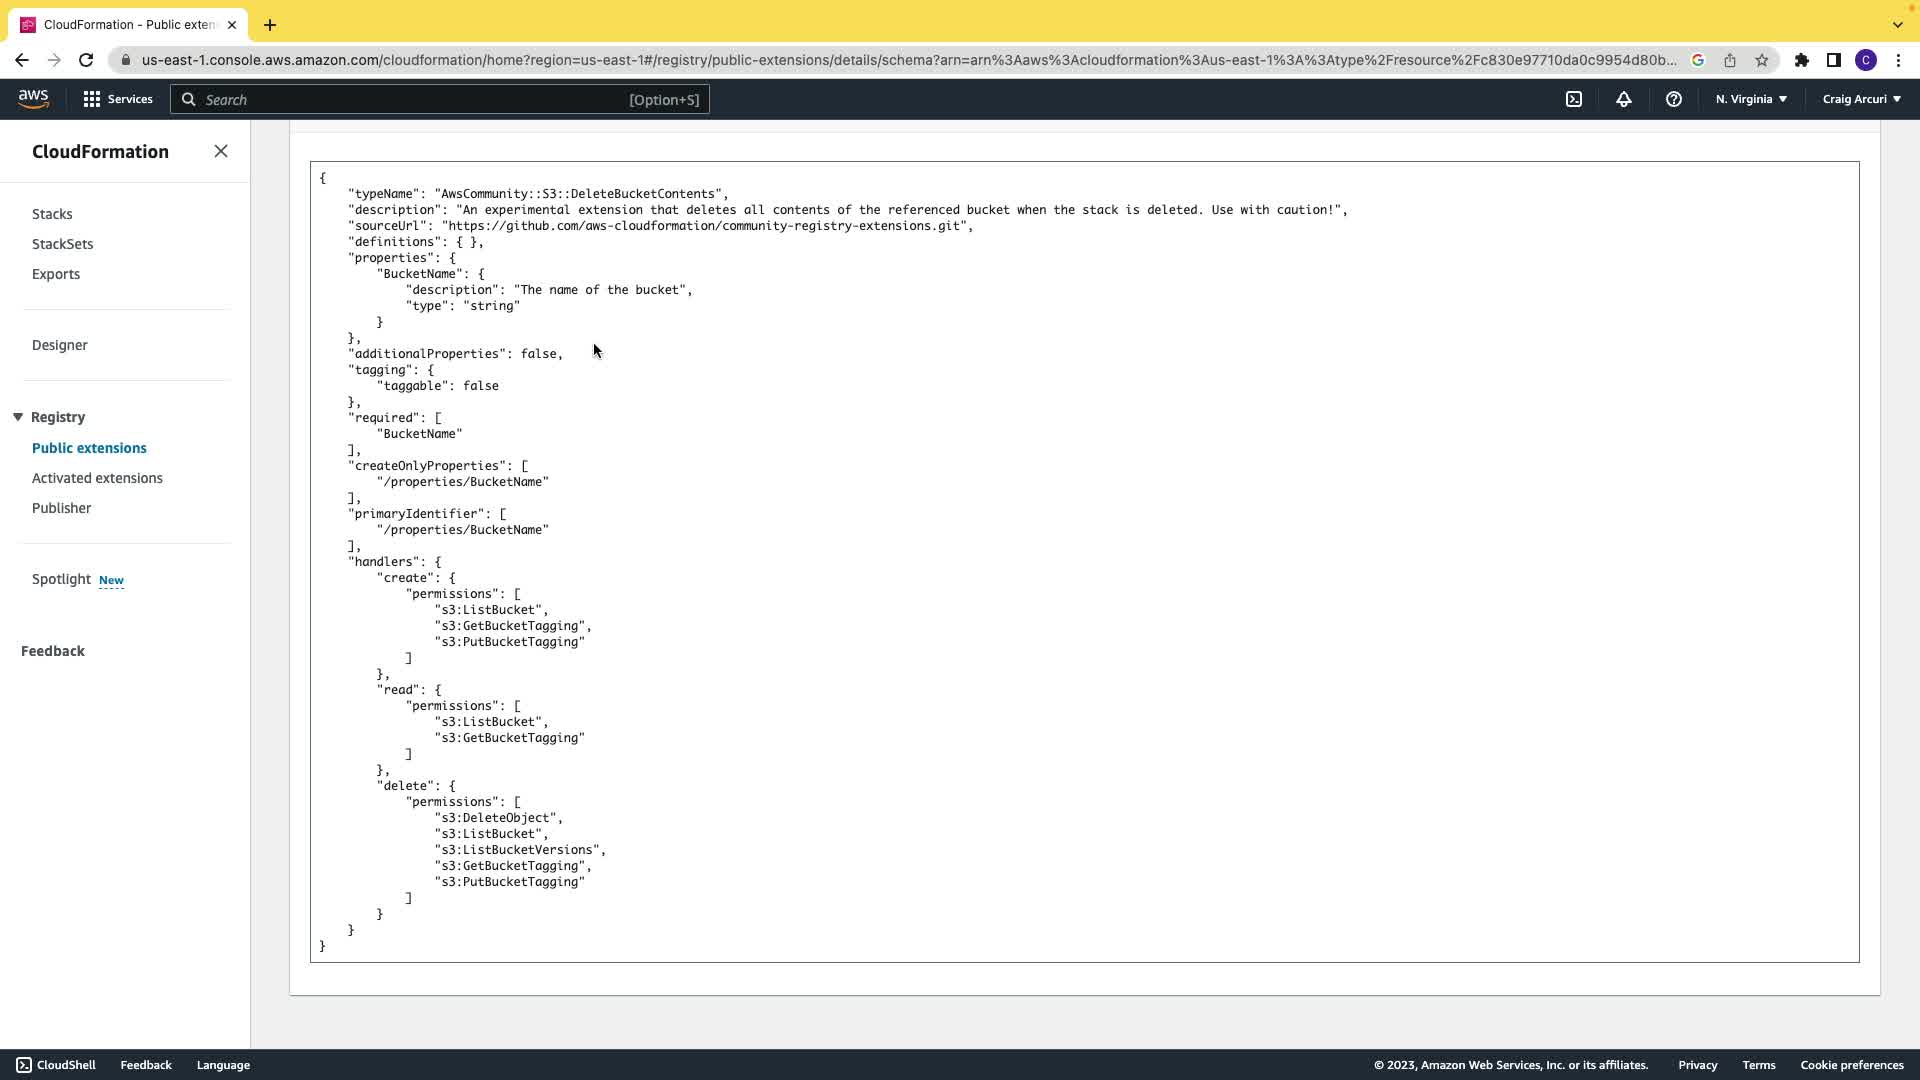 CloudFormation - Public exten
us-east-1.console.aws.amazon.com/cloudformation/home?region=us-east-1#/registry/public-extensions/details/schema?arn=arn%3Aaws%3Acloudformation%3Aus-east-1%3A%3Atype%2Fresource%2Fc830e97710da0c9954d80b...
aws Services Search [Option+S] N. Virginia Craig Arcuri
CloudFormation
Stacks
StackSets
Exports
Designer
Registry
Public extensions
Activated extensions
Publisher
Spotlight New
Feedback
{
    "typeName": "AwsCommunity::S3::DeleteBucketContents",
    "description": "An experimental extension that deletes all contents of the referenced bucket when the stack is deleted. Use with caution!",
    "sourceUrl": "https://github.com/aws-cloudformation/community-registry-extensions.git",
    "definitions": { },
    "properties": {
        "BucketName": {
            "description": "The name of the bucket",
            "type": "string"
        }
    },
    "additionalProperties": false,
    "tagging": {
        "taggable": false
    },
    "required": [
        "BucketName"
    ],
    "createOnlyProperties": [
        "/properties/BucketName"
    ],
    "primaryIdentifier": [
        "/properties/BucketName"
    ],
    "handlers": {
        "create": {
            "permissions": [
                "s3:ListBucket",
                "s3:GetBucketTagging",
                "s3:PutBucketTagging"
            ]
        },
        "read": {
            "permissions": [
                "s3:ListBucket",
                "s3:GetBucketTagging"
            ]
        },
        "delete": {
            "permissions": [
                "s3:DeleteObject",
                "s3:ListBucket",
                "s3:ListBucketVersions",
                "s3:GetBucketTagging",
                "s3:PutBucketTagging"
            ]
        }
    }
}
CloudShell Feedback Language © 2023, Amazon Web Services, Inc. or its affiliates. Privacy Terms Cookie preferences